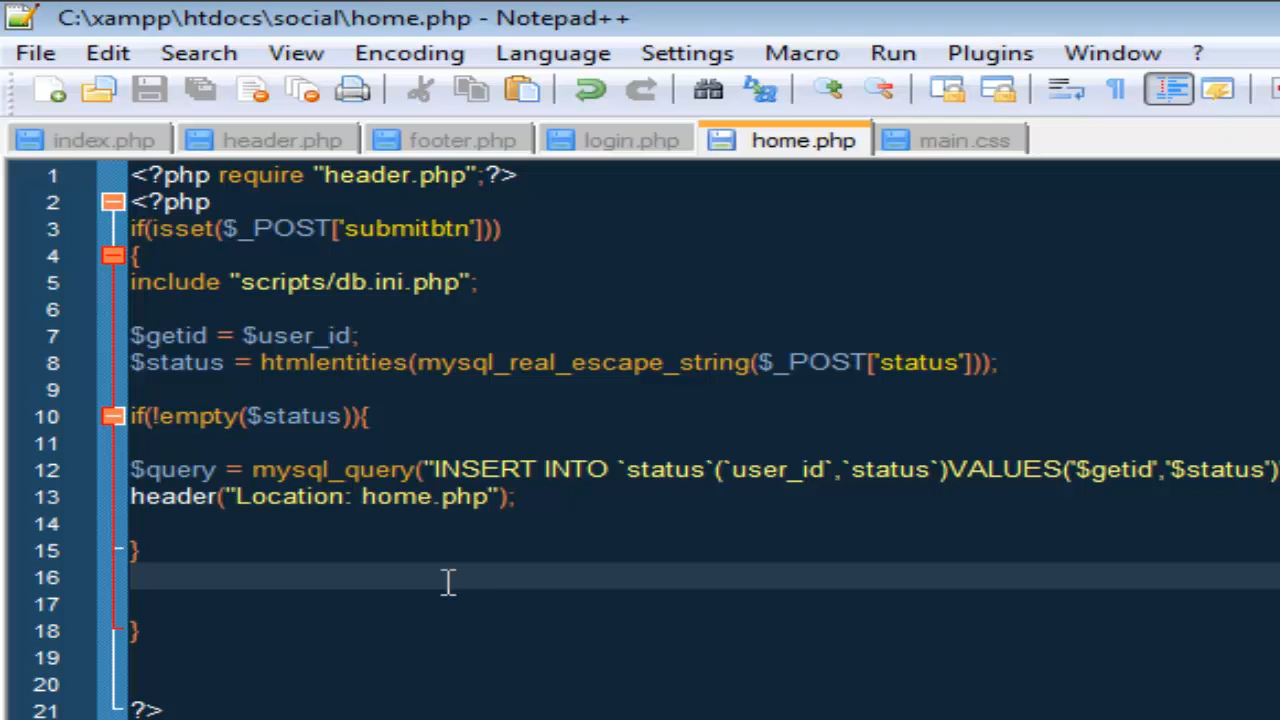 C:\xampp\htdocs\social\home.php - Notepad++
File Edit Search View Encoding Language Settings Macro Run Plugins Window ?
index.php header.php footer.php login.php home.php main.css
1 <?php require "header.php";?>
2 <?php
3 if(isset($_POST['submitbtn']))
4 {
5 include "scripts/db.ini.php";
6
7 $getid = $user_id;
8 $status = htmlentities(mysql_real_escape_string($_POST['status']));
9
10 if(!empty($status)){
11
12 $query = mysql_query("INSERT INTO `status`(`user_id`,`status`)VALUES('$getid','$status')
13 header("Location: home.php");
14
15 }
16
17
18 }
19
20
21 ?>